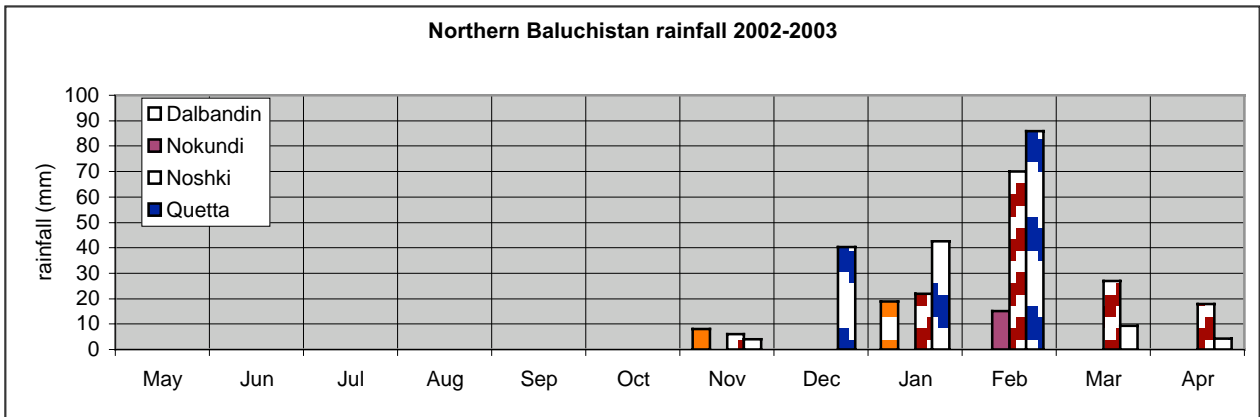 Northern Baluchistan rainfall 2002-2003
rainfall (mm)
100
90
80
70
60
50
40
30
20
10
0
Dalbandin
Nokundi
Noshki
Quetta
May Jun Jul Aug Sep Oct Nov Dec Jan Feb Mar Apr